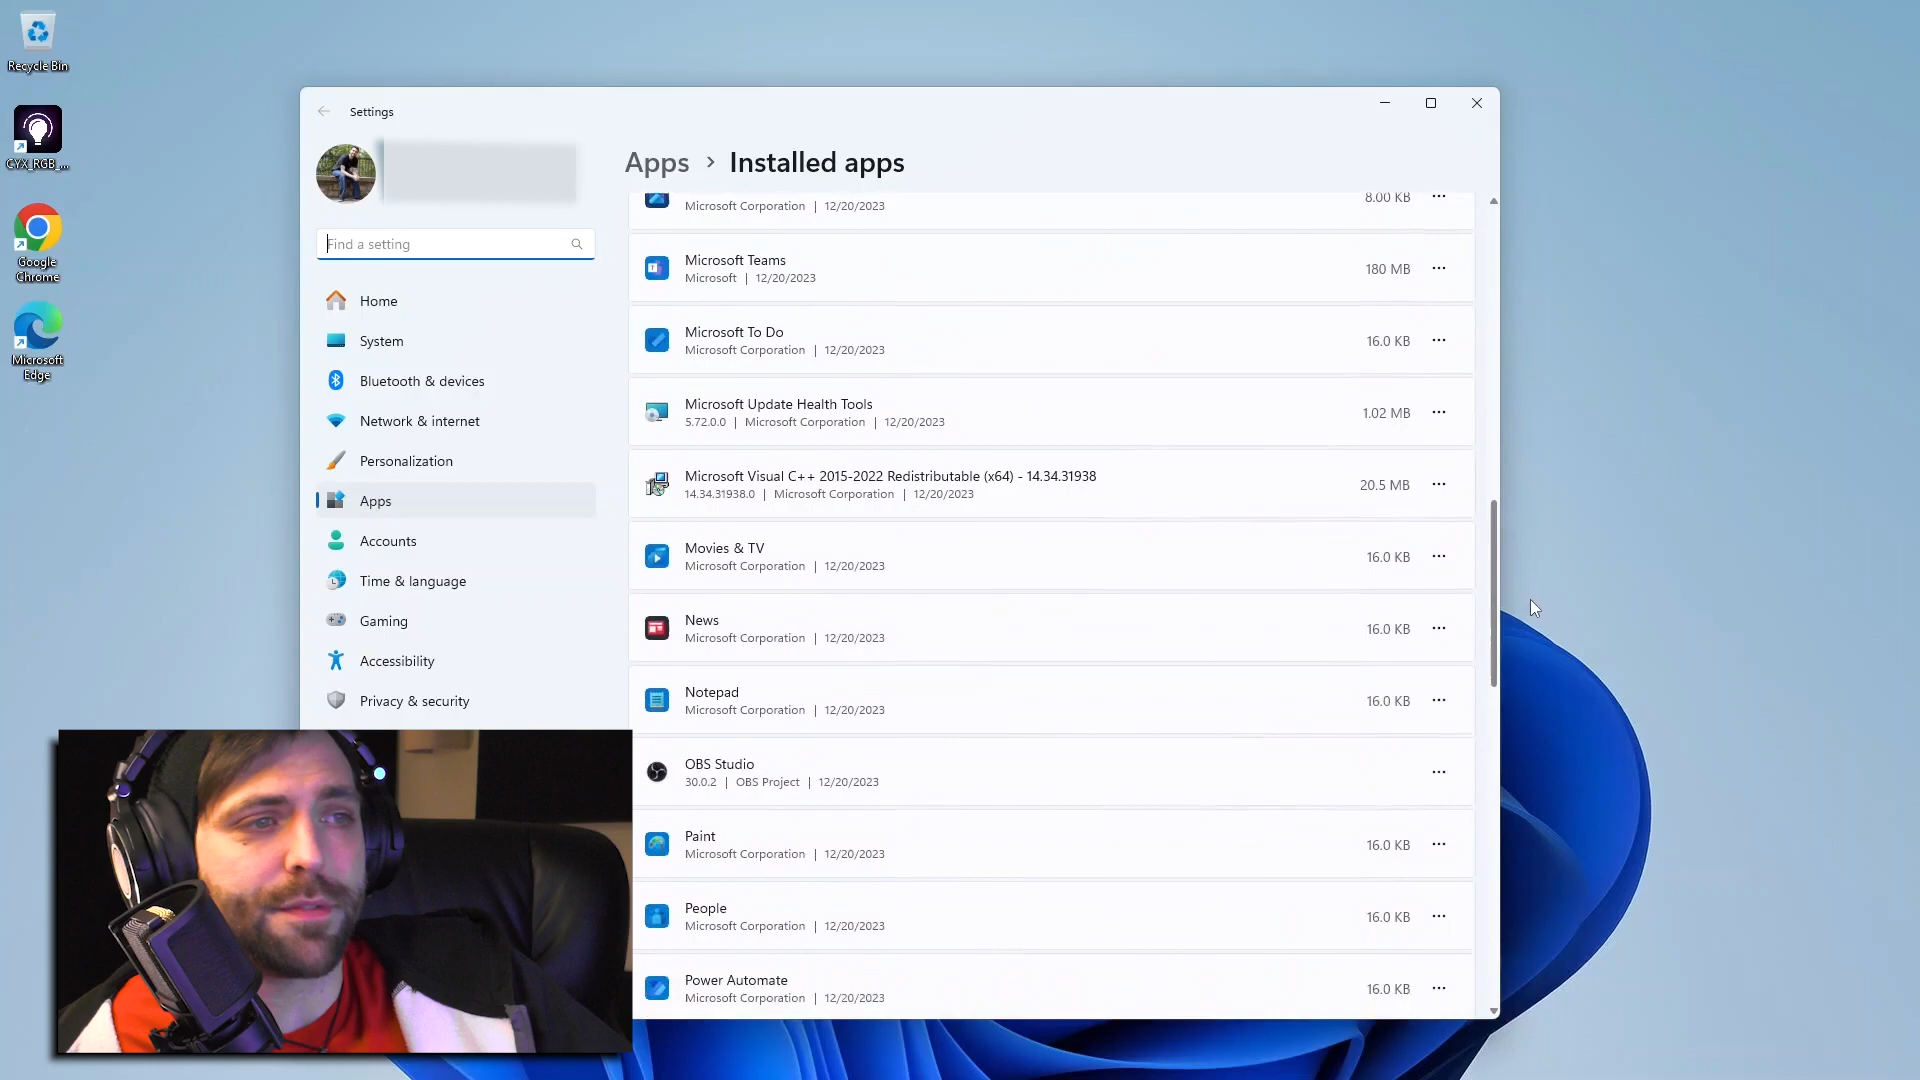 Recycle Bin
CYX_RGB_...
Google
Chrome
Microsoft
Edge
Settings
Find a setting
Home
System
Bluetooth & devices
Network & internet
Personalization
Apps
Accounts
Time & language
Gaming
Accessibility
Privacy & security
Apps > Installed apps
Microsoft Corporation | 12/20/2023
8.00 KB
Microsoft Teams
Microsoft | 12/20/2023
180 MB
Microsoft To Do
Microsoft Corporation | 12/20/2023
16.0 KB
Microsoft Update Health Tools
5.72.0.0 | Microsoft Corporation | 12/20/2023
1.02 MB
Microsoft Visual C++ 2015-2022 Redistributable (x64) - 14.34.31938
14.34.31938.0 | Microsoft Corporation | 12/20/2023
20.5 MB
Movies & TV
Microsoft Corporation | 12/20/2023
16.0 KB
News
Microsoft Corporation | 12/20/2023
16.0 KB
Notepad
Microsoft Corporation | 12/20/2023
16.0 KB
OBS Studio
30.0.2 | OBS Project | 12/20/2023
Paint
Microsoft Corporation | 12/20/2023
16.0 KB
People
Microsoft Corporation | 12/20/2023
16.0 KB
Power Automate
Microsoft Corporation | 12/20/2023
16.0 KB